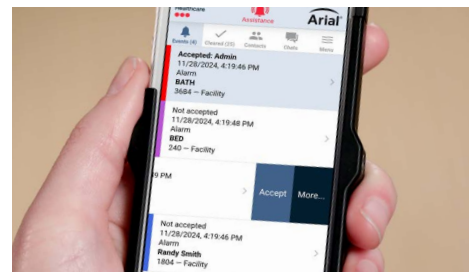 Healthcare
Assistance
Arial
Events (4)
Cleared (25)
Contacts
Chats
Menu
Accepted: Admin
11/28/2024, 4:19:46 PM
Alarm
BATH
3684 — Facility
Not accepted
11/28/2024, 4:19:48 PM
Alarm
BED
240 — Facility
9 PM
Accept
More...
Not accepted
11/28/2024, 4:19:46 PM
Alarm
Randy Smith
1804 — Facility